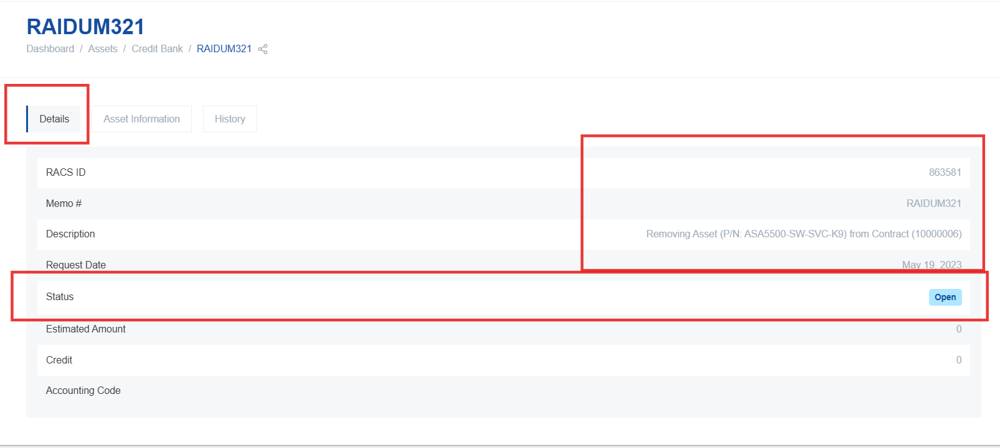 RAIDUM321
Dashboard / Assets / Credit Bank / RAIDUM321
Details Asset Information History
RACS ID 863581
Memo # RAIDUM321
Description Removing Asset (P/N: ASA5500-SW-SVC-K9) from Contract (10000006)
Request Date May 19, 2023
Status Open
Estimated Amount 0
Credit 0
Accounting Code